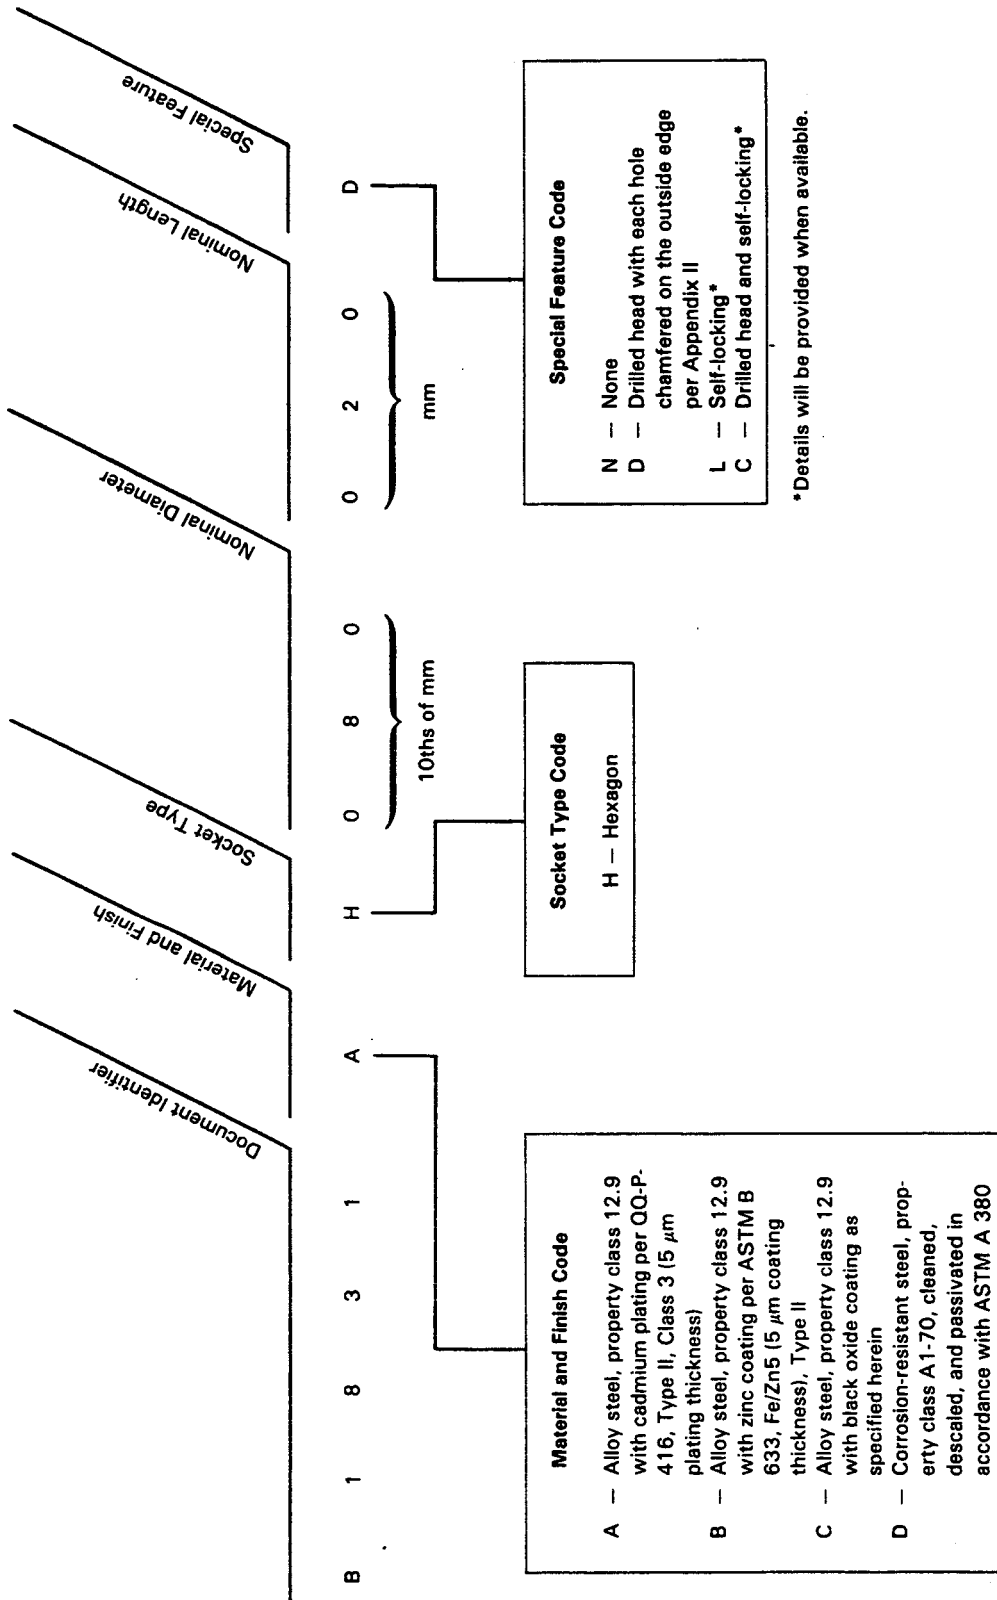 Document Identifier
Material and Finish
Socket Type
Nominal Diameter
Nominal Length
Special Feature
B 1 8 3 1 A H 0 8 0 0 2 0 D
10ths of mm
mm
Material and Finish Code
A — Alloy steel, property class 12.9
with cadmium plating per QQ-P-
416, Type II, Class 3 (5 μm
plating thickness)
B — Alloy steel, property class 12.9
with zinc coating per ASTM B
633, Fe/Zn5 (5 μm coating
thickness), Type II
C — Alloy steel, property class 12.9
with black oxide coating as
specified herein
D — Corrosion-resistant steel, prop-
erty class A1-70, cleaned,
descaled, and passivated in
accordance with ASTM A 380
Socket Type Code
H — Hexagon
Special Feature Code
N — None
D — Drilled head with each hole
chamfered on the outside edge
per Appendix II
L — Self-locking*
C — Drilled head and self-locking*
*Details will be provided when available.